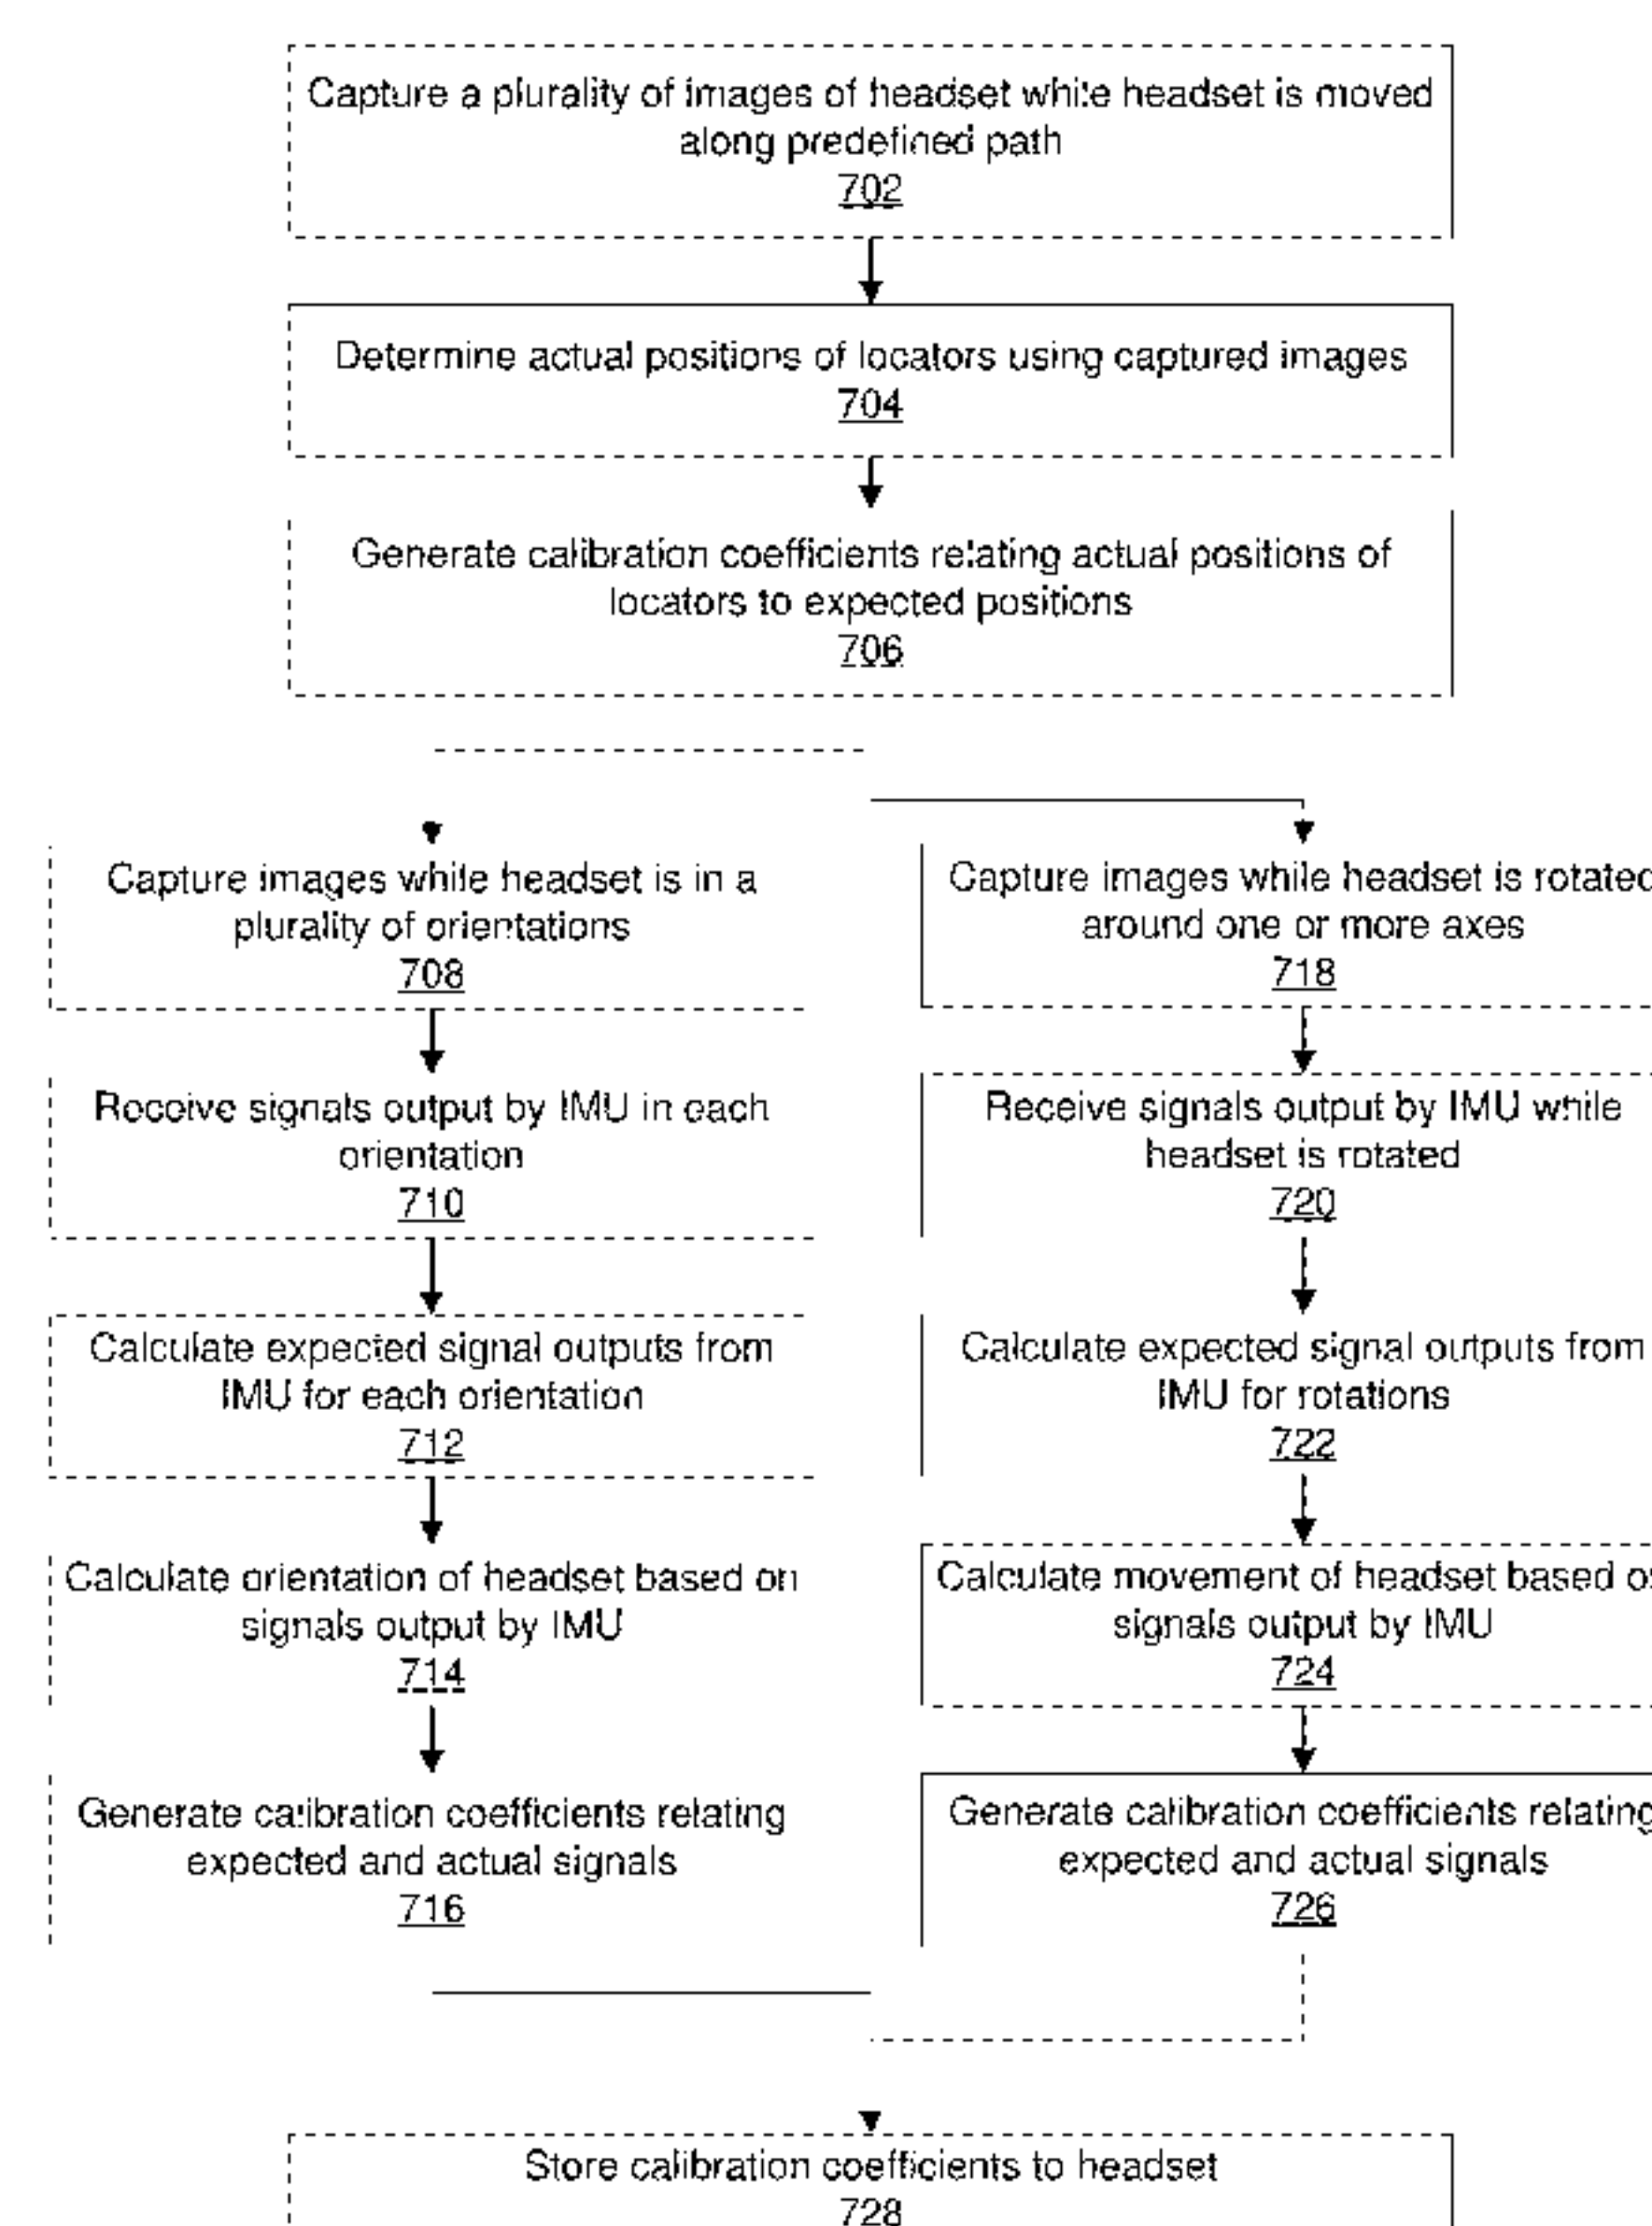 Capture a plurality of images of headset while headset is moved
along predefined path
702
Determine actual positions of locators using captured images
704
Generate calibration coefficients relating actual positions of
locators to expected positions
706
Capture images while headset is in a
plurality of orientations
708
Receive signals output by IMU in each
orientation
710
Calculate expected signal outputs from
IMU for each orientation
712
Calculate orientation of headset based on
signals output by IMU
714
Generate calibration coefficients relating
expected and actual signals
716
Capture images while headset is rotated
around one or more axes
718
Receive signals output by IMU while
headset is rotated
720
Calculate expected signal outputs from
IMU for rotations
722
Calculate movement of headset based
signals output by IMU
724
Generate calibration coefficients relating
expected and actual signals
726
Store calibration coefficients to headset
728